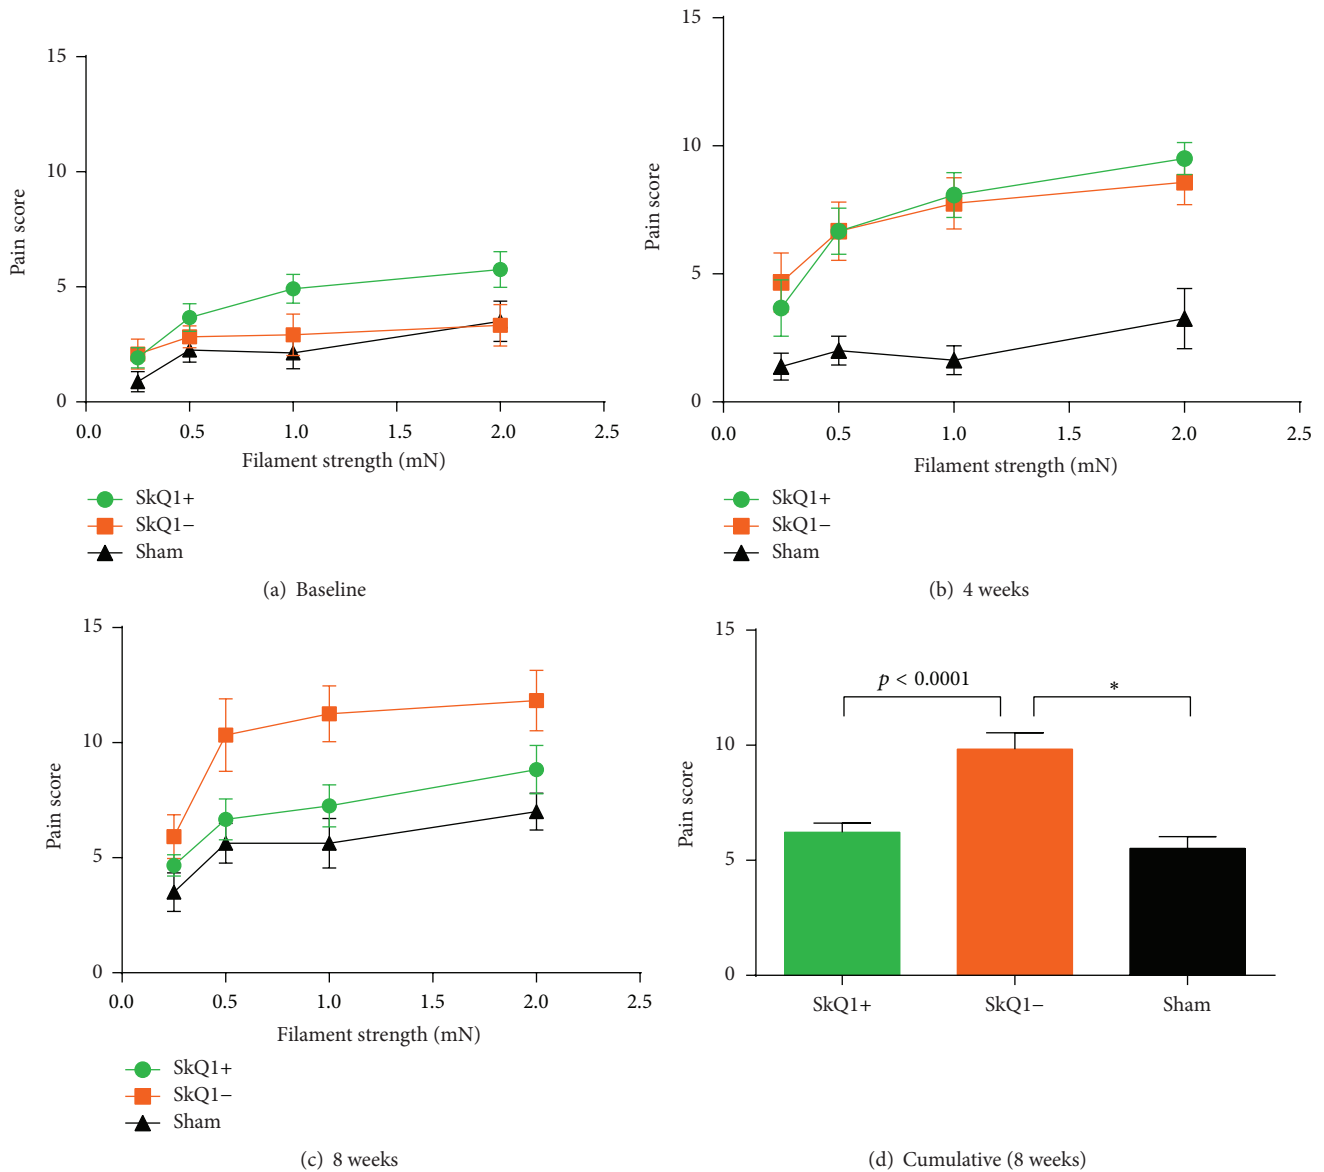 15
10
5
0
Pain score
0.0 0.5 1.0 1.5 2.0 2.5
Filament strength (mN)
SkQ1+
SkQ1−
Sham
(a) Baseline
15
10
5
0
Pain score
0.0 0.5 1.0 1.5 2.0 2.5
Filament strength (mN)
SkQ1+
SkQ1−
Sham
(b) 4 weeks
15
10
5
0
Pain score
0.0 0.5 1.0 1.5 2.0 2.5
Filament strength (mN)
SkQ1+
SkQ1−
Sham
(c) 8 weeks
15
10
5
0
Pain score
p < 0.0001
*
SkQ1+ SkQ1− Sham
(d) Cumulative (8 weeks)